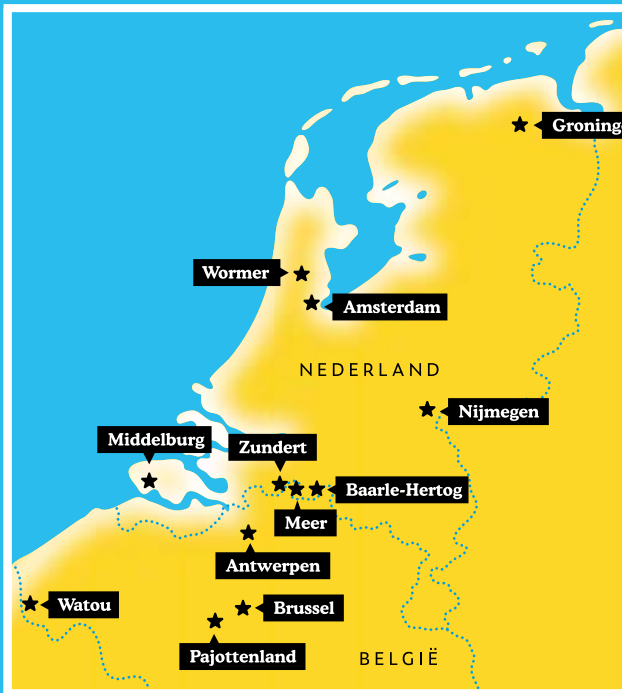 Groning
Wormer
Amsterdam
NEDERLAND
Nijmegen
Middelburg
Zundert
Baarle-Hertog
Meer
Antwerpen
Watou
Brussel
Pajottenland
BELGIË